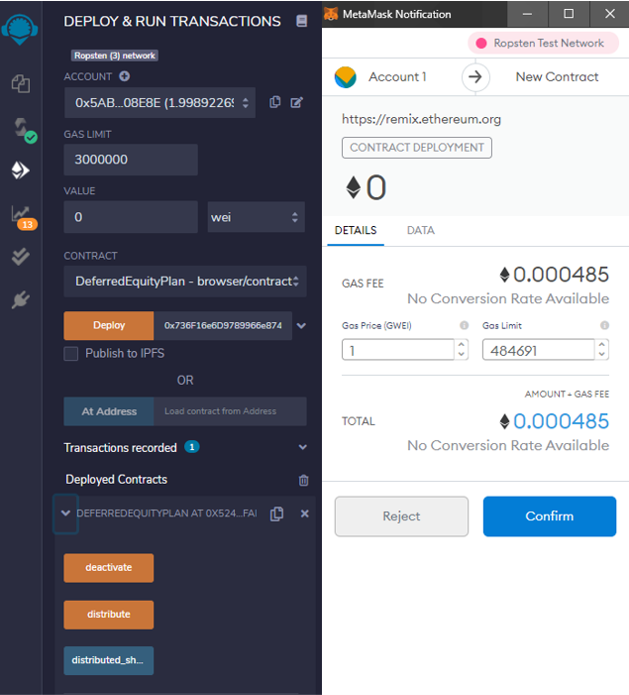 DEPLOY & RUN TRANSACTIONS
Ropsten (3) network
ACCOUNT
0x5AB...08E8E (1.99892269
GAS LIMIT
3000000
VALUE
0
wei
CONTRACT
DeferredEquityPlan - browser/contract
Deploy
0x736F16e6D9789966e874
Publish to IPFS
OR
At Address
Load contract from Address
Transactions recorded
1
Deployed Contracts
DEFERREDEQUITYPLAN AT 0X524...FAI
deactivate
distribute
distributed_sh...
13
MetaMask Notification
Ropsten Test Network
Account 1
New Contract
https://remix.ethereum.org
CONTRACT DEPLOYMENT
0
DETAILS
DATA
GAS FEE
0.000485
No Conversion Rate Available
Gas Price (GWEI)
Gas Limit
1
484691
AMOUNT + GAS FEE
TOTAL
0.000485
No Conversion Rate Available
Reject
Confirm